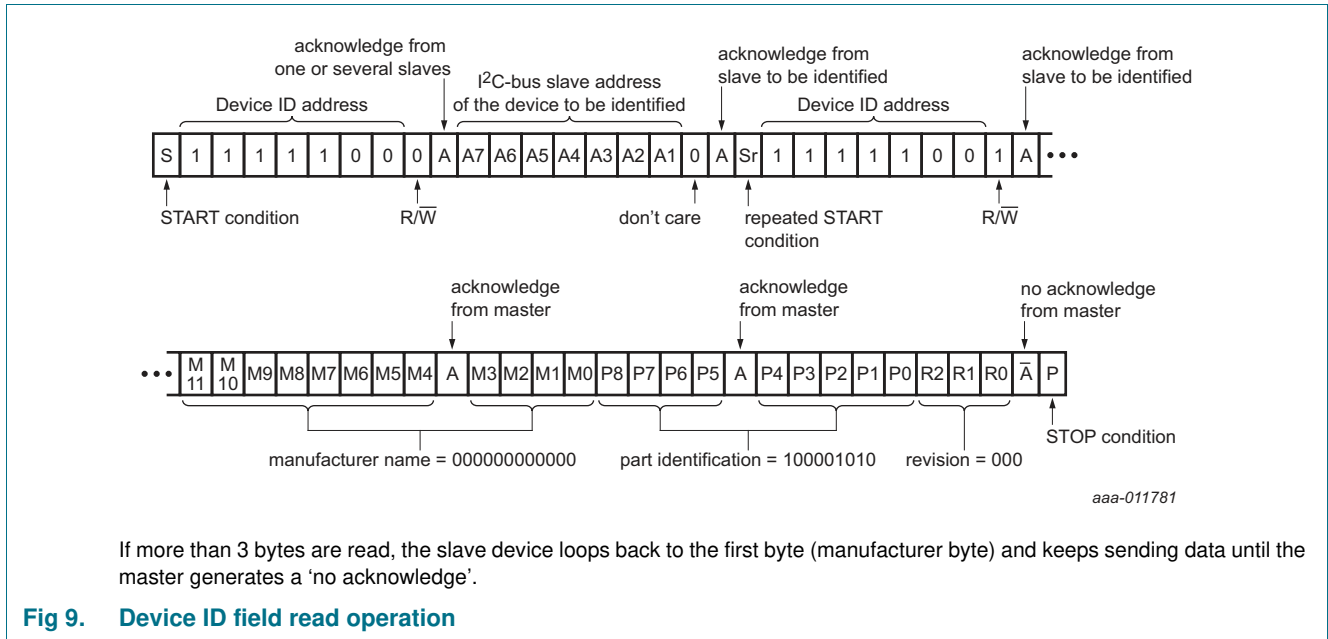 acknowledge from
one or several slaves
I²C-bus slave address
of the device to be identified
acknowledge from
slave to be identified
acknowledge from
slave to be identified
Device ID address
Device ID address
S 1 1 1 1 1 0 0 0 A A7 A6 A5 A4 A3 A2 A1 0 A Sr 1 1 1 1 1 0 0 1 A •••
START condition
R/W̅
don't care
repeated START
condition
R/W̅
acknowledge
from master
acknowledge
from master
no acknowledge
from master
••• M11 M10 M9 M8 M7 M6 M5 M4 A M3 M2 M1 M0 P8 P7 P6 P5 A P4 P3 P2 P1 P0 R2 R1 R0 A̅ P
STOP condition
manufacturer name = 000000000000
part identification = 100001010
revision = 000
aaa-011781
If more than 3 bytes are read, the slave device loops back to the first byte (manufacturer byte) and keeps sending data until the
master generates a ‘no acknowledge’.
Fig 9. Device ID field read operation